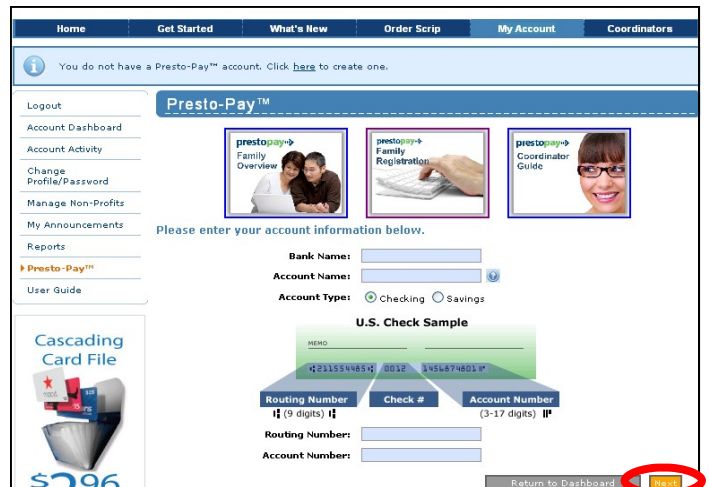 Home Get Started What's New Order Scrip My Account Coordinators
You do not have a Presto-Pay™ account. Click here to create one.
Logout
Account Dashboard
Account Activity
Change
Profile/Password
Manage Non-Profits
My Announcements
Reports
Presto-Pay™
User Guide
Cascading
Card File
$296
Presto-Pay™
prestopay
Family
Overview
prestopay
Family
Registration
prestopay
Coordinator
Guide
Please enter your account information below.
Bank Name:
Account Name:
Account Type: Checking Savings
U.S. Check Sample
MEMO
⑆211554485⑆ 0012 1456874801⑈
Routing Number Check # Account Number
⑆ (9 digits) ⑆ (3-17 digits) ⑈
Routing Number:
Account Number:
Return to Dashboard Next